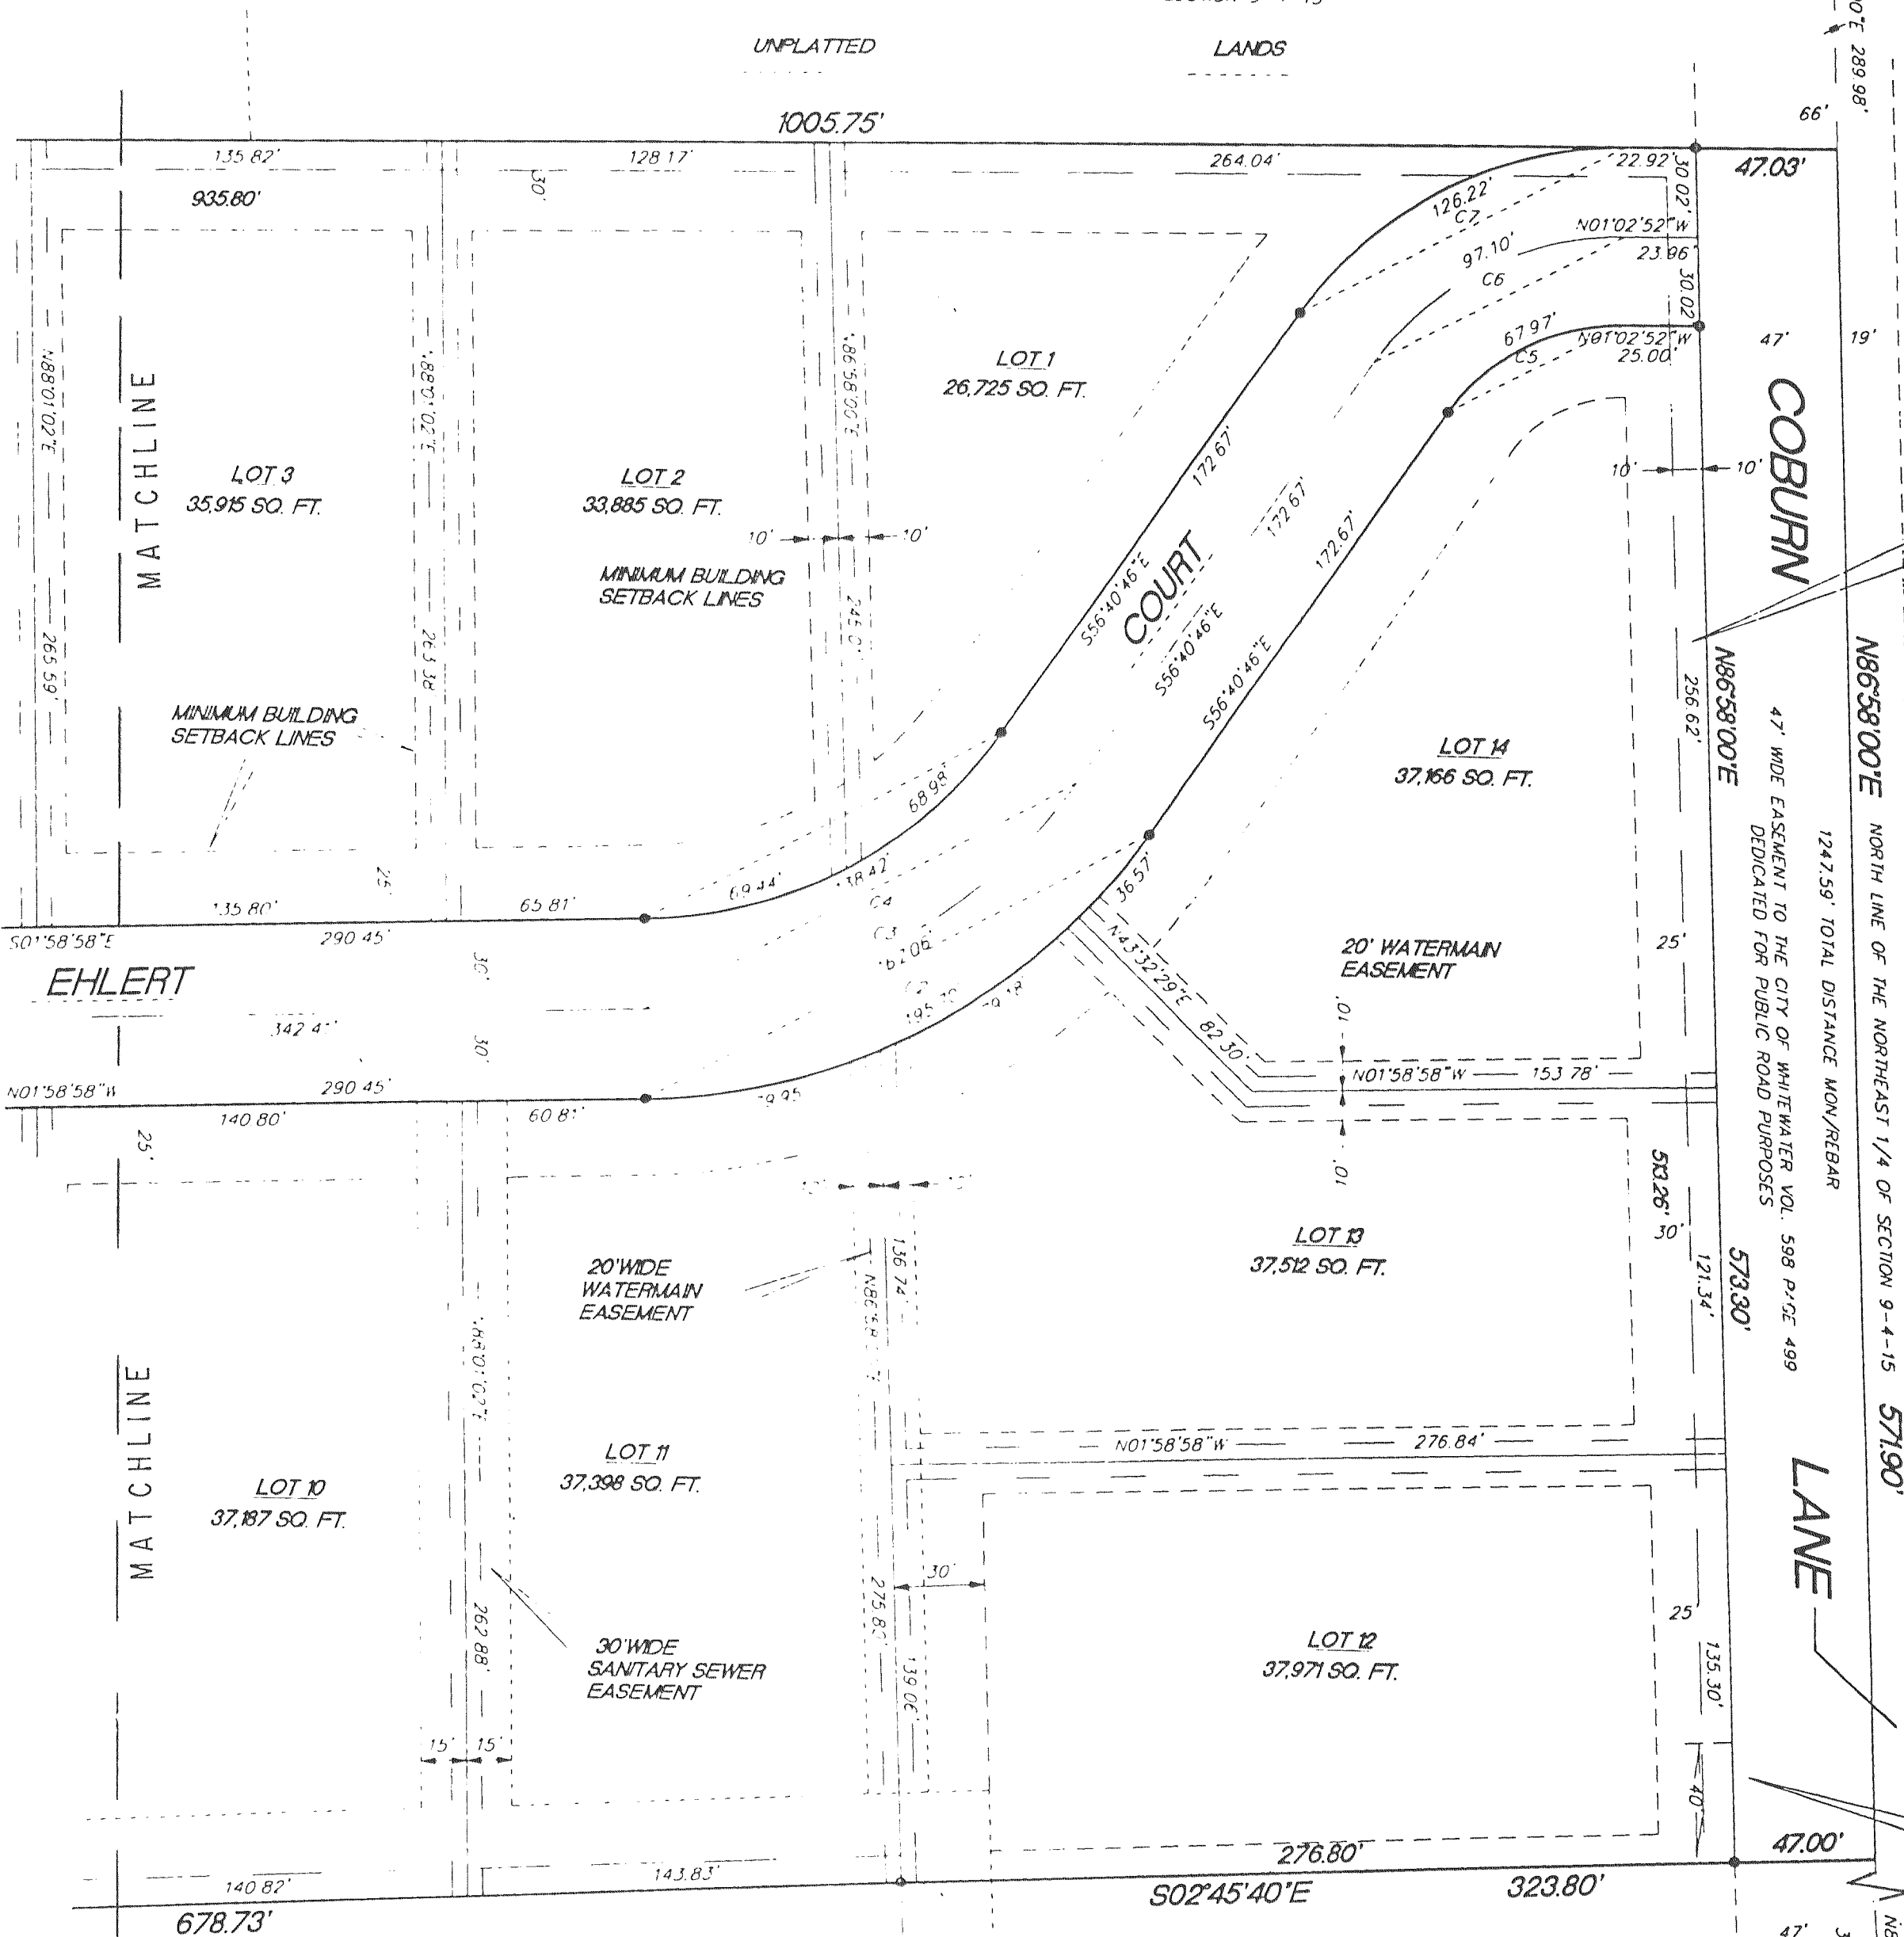 UNPLATTED LANDS
1005.75'
66'
289.98'
135.82'
128.17'
264.04'
22.92'
30.02'
47.03'
935.80'
30'
126.22'
C7
N01°02'52"W
23.96'
97.10'
C6
30.02
67.97'
C5
N01°02'52"W
25.00'
47'
19'
MATCHLINE
N88°01'02"E
265.59'
LOT 3
35,915 SQ. FT.
263.38'
LOT 2
33,885 SQ. FT.
10'
10'
MINIMUM BUILDING
SETBACK LINES
LOT 1
26,725 SQ. FT.
172.67'
S56°40'46"E
COURT
172.67'
S56°40'46"E
172.67'
S56°40'46"E
10'
10'
COBURN
N86°58'00"E
256.62'
MINIMUM BUILDING
SETBACK LINES
LOT 14
37,166 SQ. FT.
47' WIDE EASEMENT TO THE CITY OF WHITEWATER VOL. 598 PAGE 499
DEDICATED FOR PUBLIC ROAD PURPOSES
1247.59' TOTAL DISTANCE MON/REBAR
N86°58'00"E NORTH LINE OF THE NORTHEAST 1/4 OF SECTION 9-4-15 571.90'
68.98'
69.44'
C4
C3
36.57'
135.80'
25'
65.81'
S01°58'58"E
290.45'
30'
EHLERT
30'
N01°58'58"W
290.45'
140.80'
60.81'
25'
N43°32'29"E
82.30'
20' WATERMAIN
EASEMENT
25'
10'
N01°58'58"W
153.78'
10'
513.26'
30'
121.34'
573.30'
20'WIDE
WATERMAIN
EASEMENT
136.74'
LOT 13
37,512 SQ. FT.
MATCHLINE
LOT 10
37,187 SQ. FT.
LOT 11
37,398 SQ. FT.
N01°58'58"W
276.84'
LANE
262.88'
30'WIDE
SANITARY SEWER
EASEMENT
275.80'
30'
139.06'
LOT 12
37,971 SQ. FT.
25'
135.30'
15'
15'
40'
140.82'
143.83'
276.80'
47.00'
678.73'
S02°45'40"E
323.80'
47'